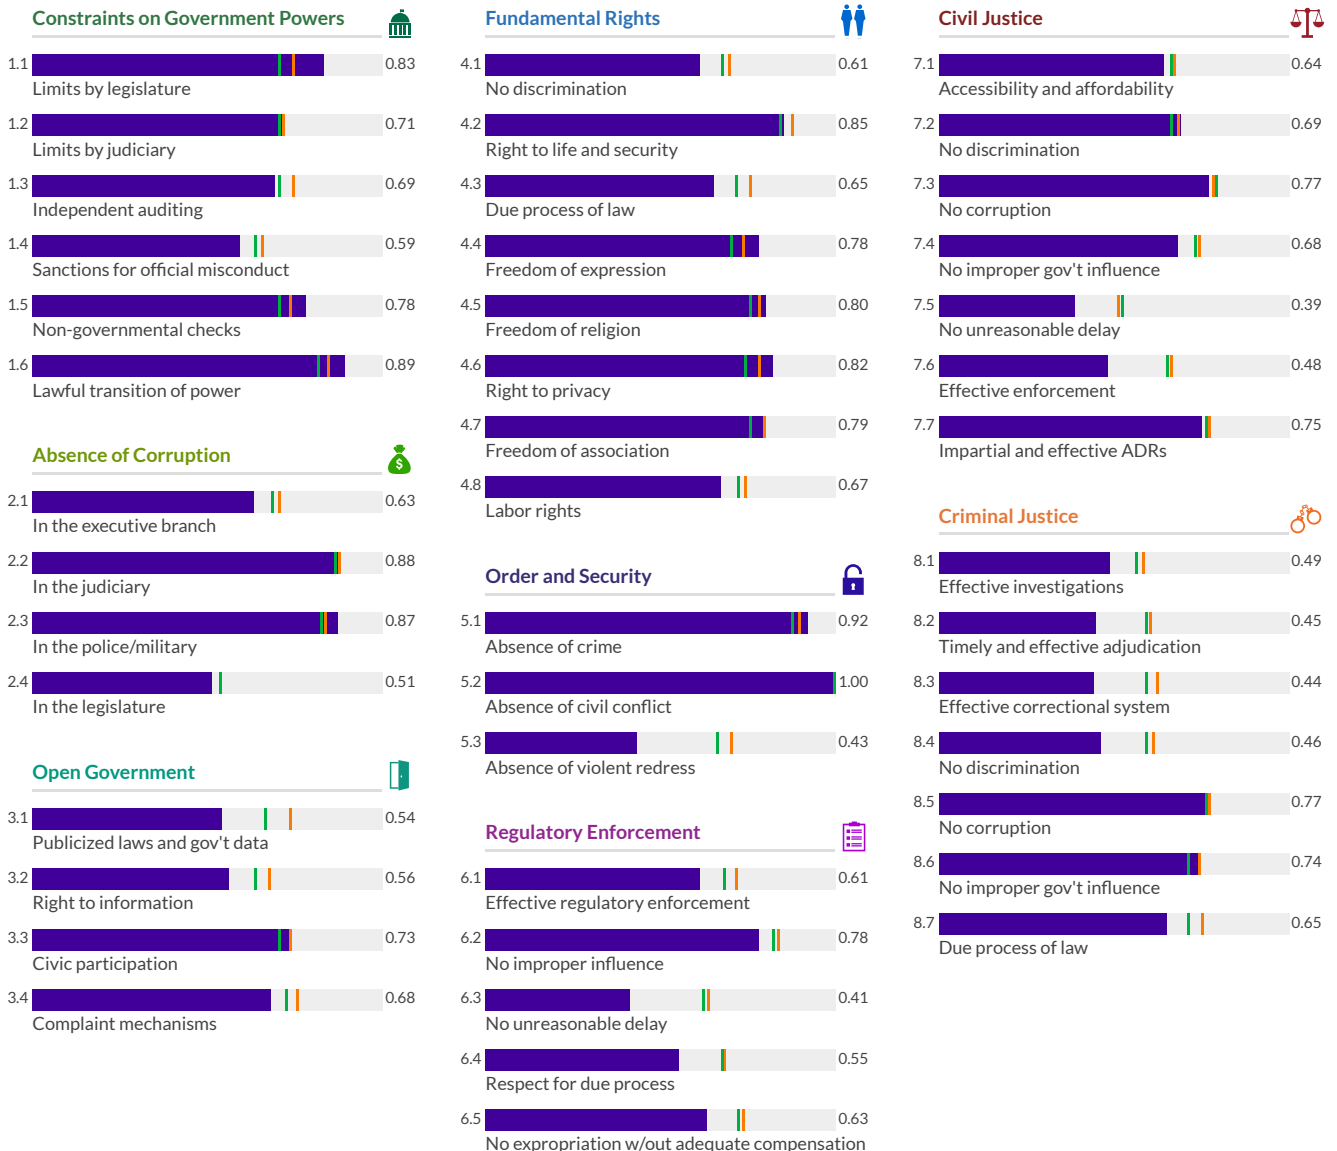 Constraints on Government Powers
1.1 0.83
Limits by legislature
1.2 0.71
Limits by judiciary
1.3 0.69
Independent auditing
1.4 0.59
Sanctions for official misconduct
1.5 0.78
Non-governmental checks
1.6 0.89
Lawful transition of power
Absence of Corruption
$
2.1 0.63
In the executive branch
2.2 0.88
In the judiciary
2.3 0.87
In the police/military
2.4 0.51
In the legislature
Open Government
3.1 0.54
Publicized laws and gov't data
3.2 0.56
Right to information
3.3 0.73
Civic participation
3.4 0.68
Complaint mechanisms
Fundamental Rights
4.1 0.61
No discrimination
4.2 0.85
Right to life and security
4.3 0.65
Due process of law
4.4 0.78
Freedom of expression
4.5 0.80
Freedom of religion
4.6 0.82
Right to privacy
4.7 0.79
Freedom of association
4.8 0.67
Labor rights
Order and Security
5.1 0.92
Absence of crime
5.2 1.00
Absence of civil conflict
5.3 0.43
Absence of violent redress
Regulatory Enforcement
6.1 0.61
Effective regulatory enforcement
6.2 0.78
No improper influence
6.3 0.41
No unreasonable delay
6.4 0.55
Respect for due process
6.5 0.63
No expropriation w/out adequate compensation
Civil Justice
7.1 0.64
Accessibility and affordability
7.2 0.69
No discrimination
7.3 0.77
No corruption
7.4 0.68
No improper gov't influence
7.5 0.39
No unreasonable delay
7.6 0.48
Effective enforcement
7.7 0.75
Impartial and effective ADRs
Criminal Justice
8.1 0.49
Effective investigations
8.2 0.45
Timely and effective adjudication
8.3 0.44
Effective correctional system
8.4 0.46
No discrimination
8.5 0.77
No corruption
8.6 0.74
No improper gov't influence
8.7 0.65
Due process of law